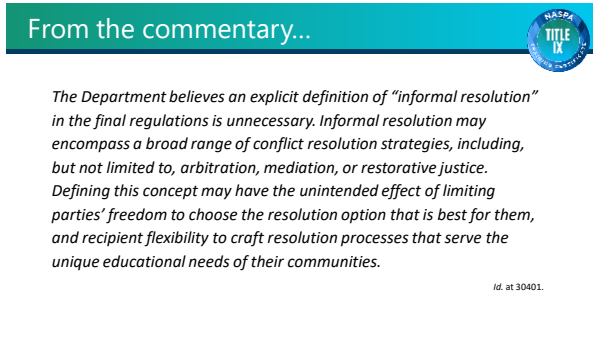 From the commentary...
NASPA
TITLE
IX
TRAINING CERTIFICATE
The Department believes an explicit definition of “informal resolution”
in the final regulations is unnecessary. Informal resolution may
encompass a broad range of conflict resolution strategies, including,
but not limited to, arbitration, mediation, or restorative justice.
Defining this concept may have the unintended effect of limiting
parties’ freedom to choose the resolution option that is best for them,
and recipient flexibility to craft resolution processes that serve the
unique educational needs of their communities.
Id. at 30401.